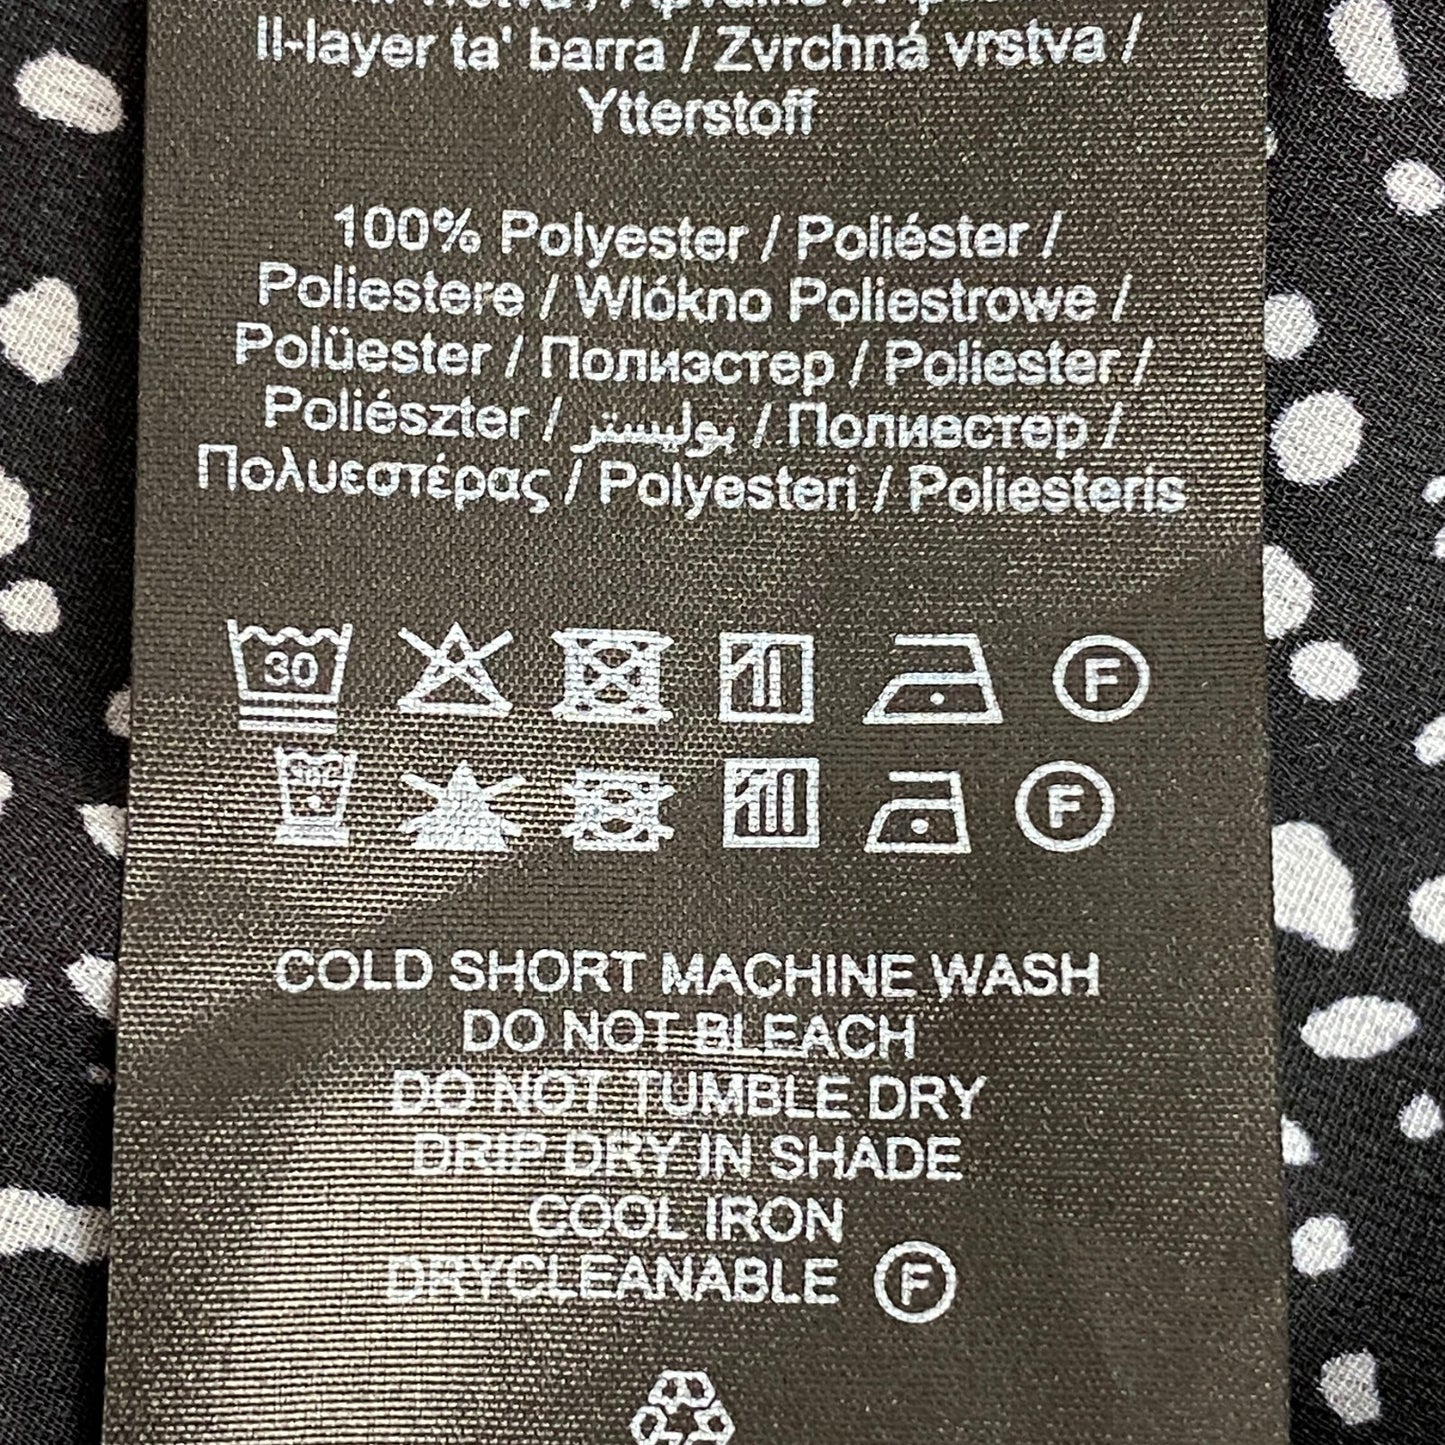 Il-layer ta' barra / Zvrchná vrstva /
Ytterstoff
100% Polyester / Poliéster /
Poliestere / Wlókno Poliestrowe /
Polüester / Полиэстер / Poliester /
Poliészter / بوليستر / Полиестер /
Πολυεστέρας / Polyesteri / Poliesteris
30 F
F
COLD SHORT MACHINE WASH
DO NOT BLEACH
DO NOT TUMBLE DRY
DRIP DRY IN SHADE
COOL IRON
DRYCLEANABLE F